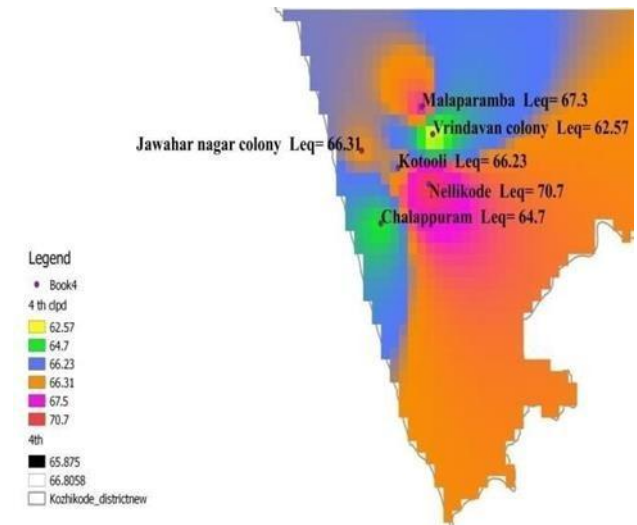 Malaparamba Leq= 67.3
Vrindavan colony Leq= 62.57
Jawahar nagar colony Leq= 66.31
Kotooli Leq= 66.23
Nellikode Leq= 70.7
Chalappuram Leq= 64.7
Legend
Book4
4 th clpd
62.57
64.7
66.23
66.31
67.5
70.7
4th
65.875
66.8058
Kozhikode_districtnew